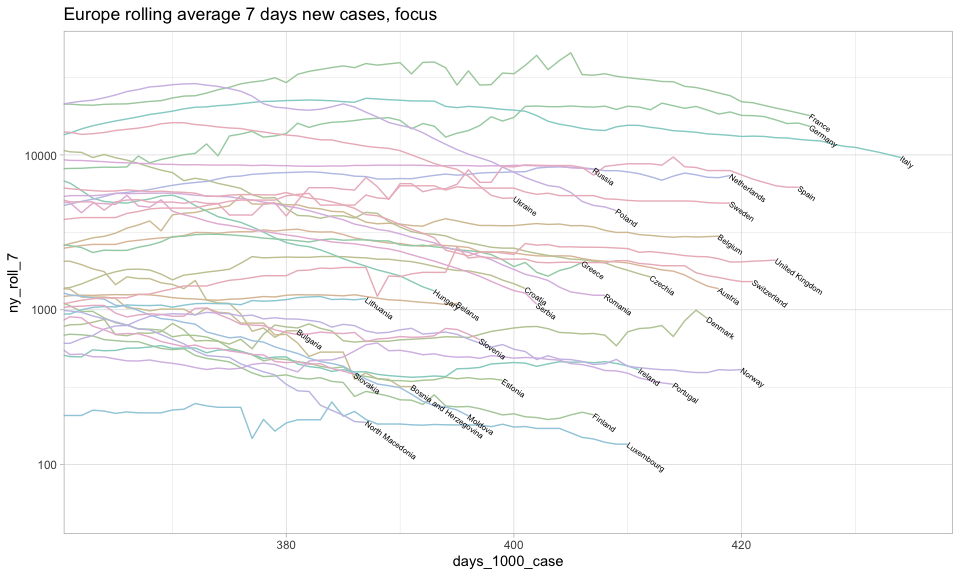 Europe rolling average 7 days new cases, focus
ny_roll_7
10000
1000
100
France
Germany
Italy
Russia
Netherlands
Spain
Ukraine
Poland
Sweden
Belgium
United Kingdom
Greece
Czechia
Switzerland
Austria
Romania
Croatia
Serbia
Hungary
Belarus
Lithuania
Denmark
Bulgaria
Slovenia
Norway
Ireland
Portugal
Slovakia
Estonia
Bosnia and Herzegovina
Moldova
Finland
North Macedonia
Luxembourg
380
400
420
days_1000_case